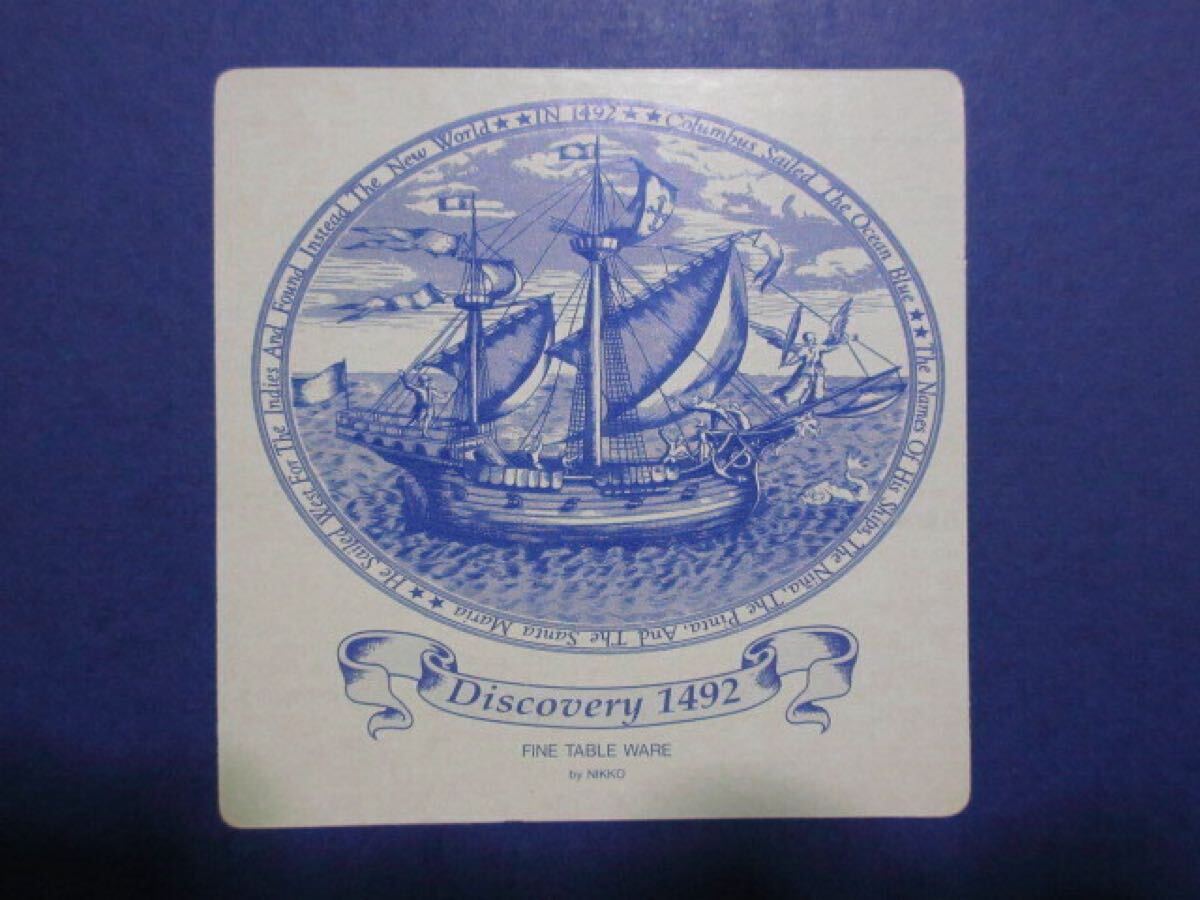 ★★IN 1492★★Columbus Sailed The Ocean Blue★★The Names Of His Ships, The Niña, The Pinta, And The Santa Maria★★He Sailed West For The Indies And Found Instead The New World
Discovery 1492
FINE TABLE WARE
by NIKKO